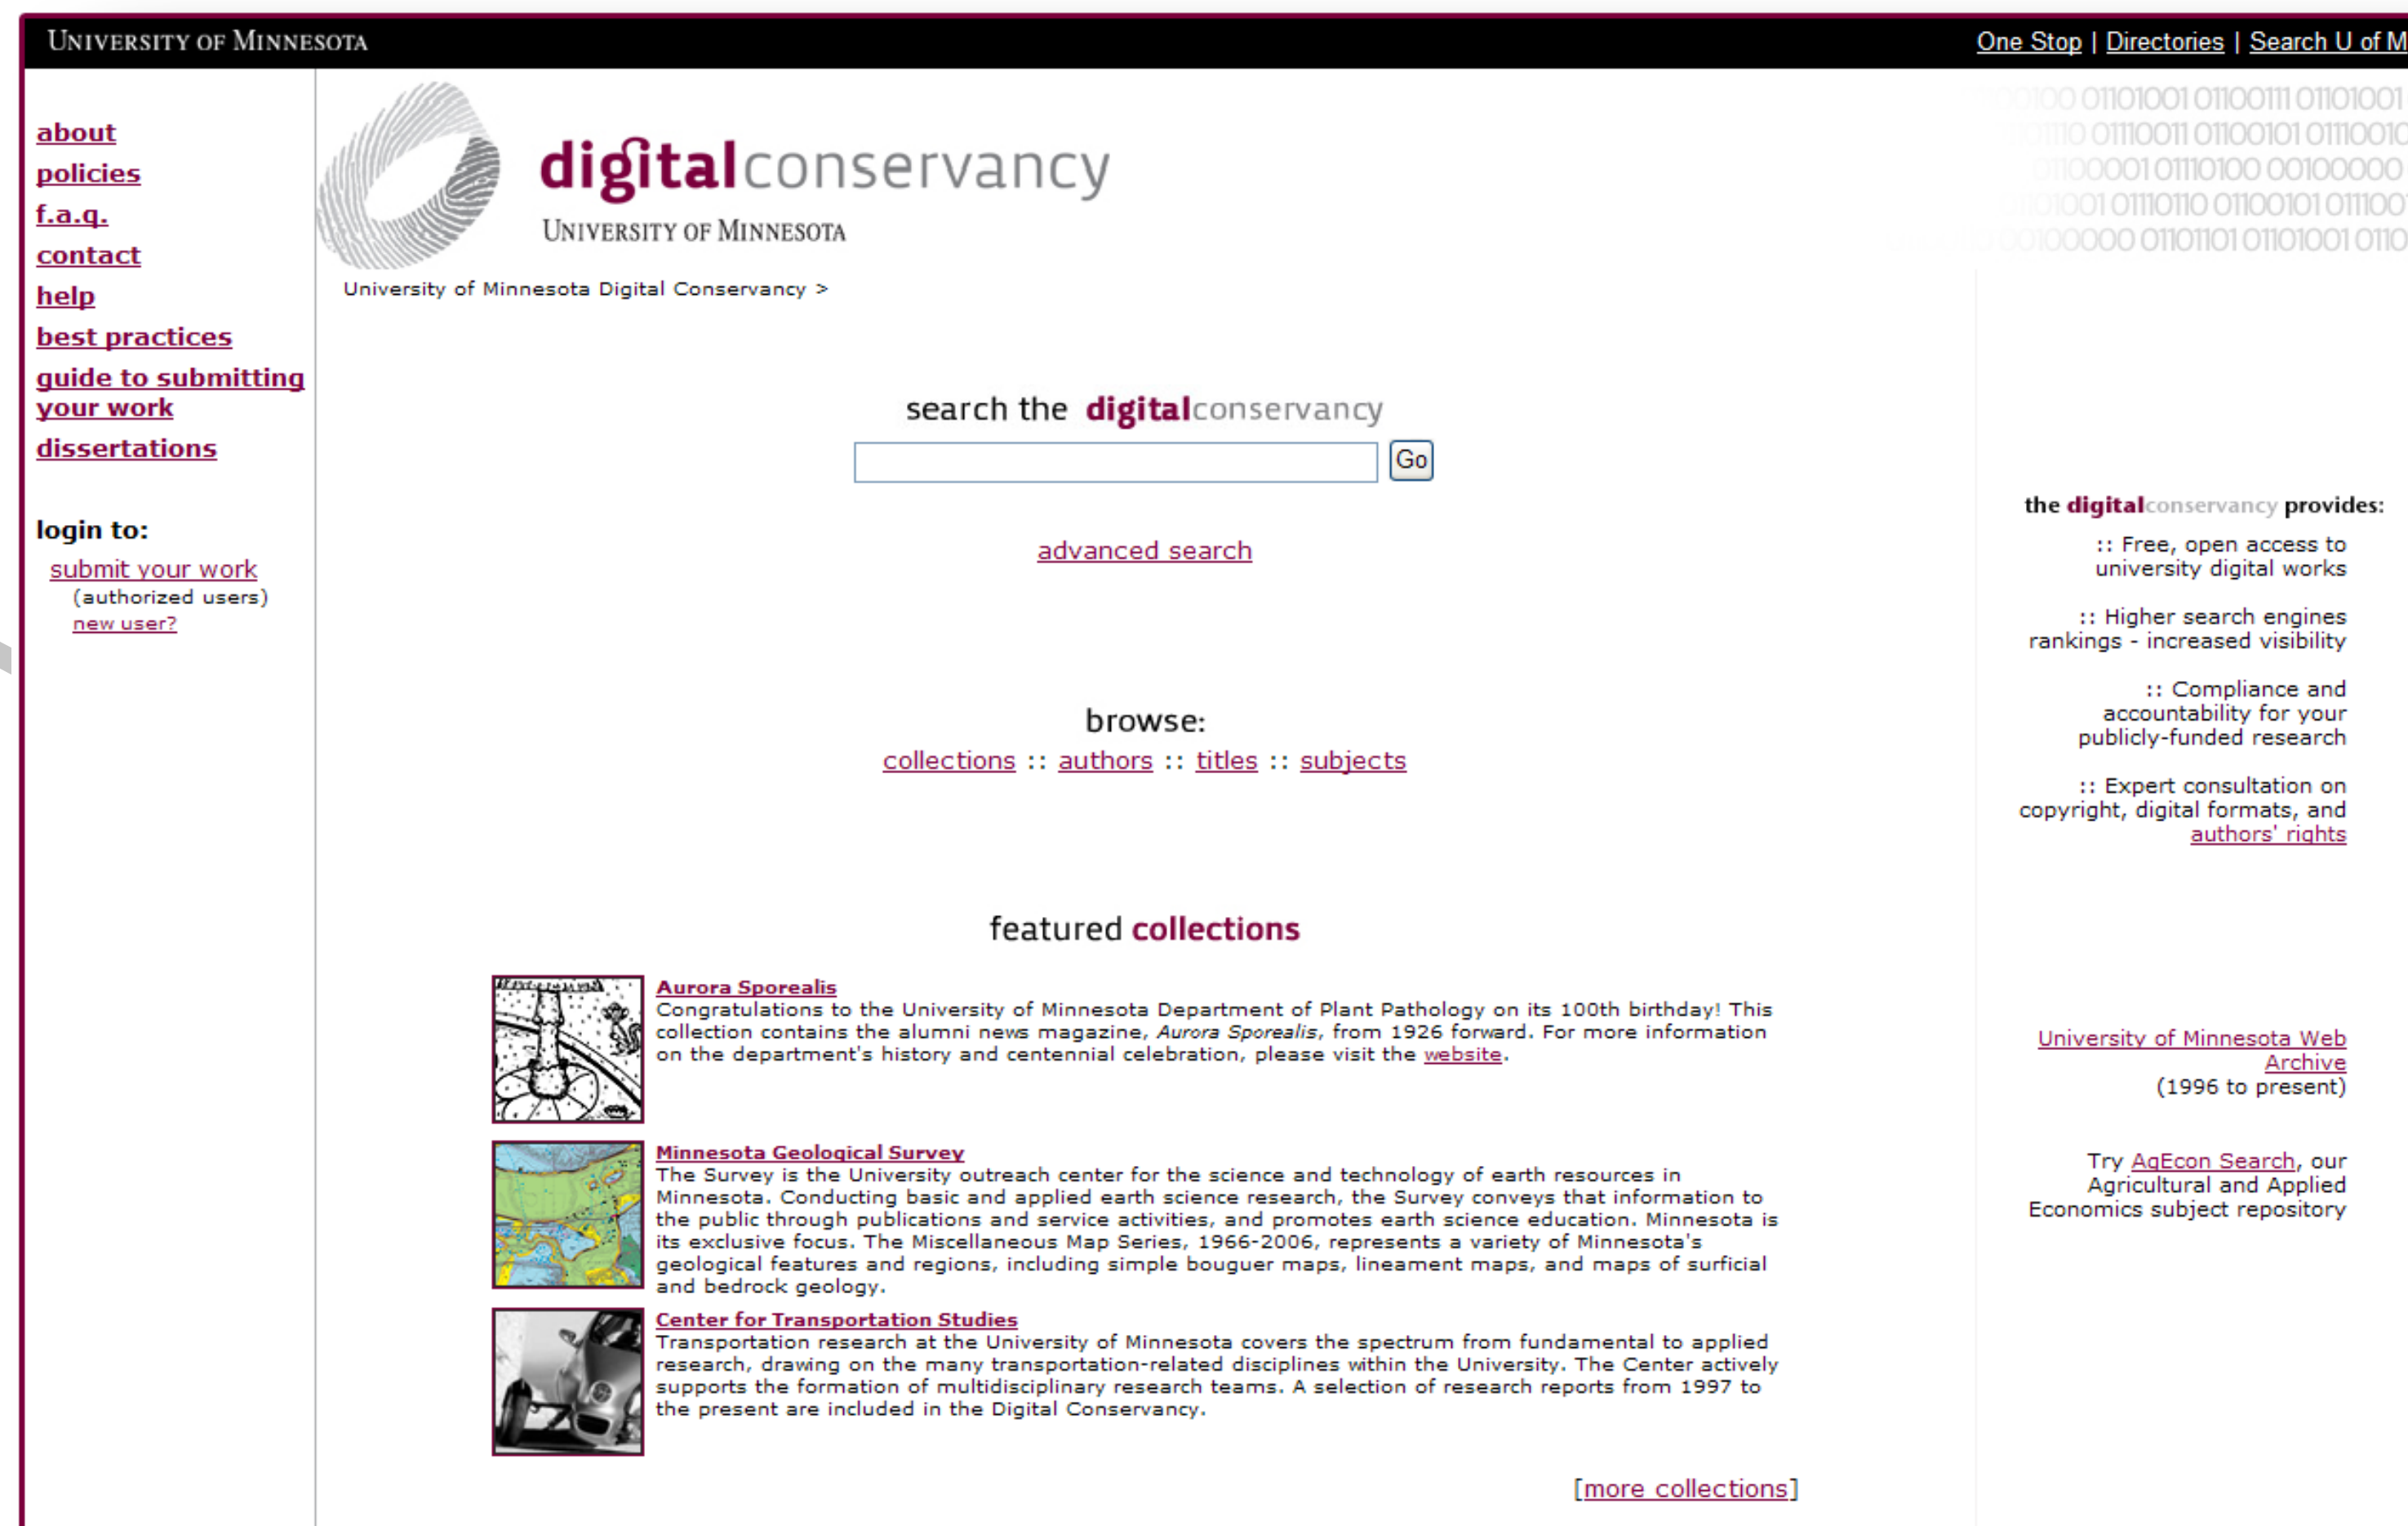 UNIVERSITY OF MINNESOTA
One Stop | Directories | Search U of M
about
policies
f.a.q.
contact
help
best practices
guide to submitting
your work
dissertations
login to:
submit your work
(authorized users)
new user?
digitalconservancy
UNIVERSITY OF MINNESOTA
01101001 01100111 01101001
01110011 01100101 01110010
01110100 00100000
01110110 01100101 011100
01101101 01101001 0110
University of Minnesota Digital Conservancy >
search the digitalconservancy
Go
advanced search
browse:
collections :: authors :: titles :: subjects
featured collections
Aurora Sporealis
Congratulations to the University of Minnesota Department of Plant Pathology on its 100th birthday! This
collection contains the alumni news magazine, Aurora Sporealis, from 1926 forward. For more information
on the department's history and centennial celebration, please visit the website.
Minnesota Geological Survey
The Survey is the University outreach center for the science and technology of earth resources in
Minnesota. Conducting basic and applied earth science research, the Survey conveys that information to
the public through publications and service activities, and promotes earth science education. Minnesota is
its exclusive focus. The Miscellaneous Map Series, 1966-2006, represents a variety of Minnesota's
geological features and regions, including simple bouguer maps, lineament maps, and maps of surficial
and bedrock geology.
Center for Transportation Studies
Transportation research at the University of Minnesota covers the spectrum from fundamental to applied
research, drawing on the many transportation-related disciplines within the University. The Center actively
supports the formation of multidisciplinary research teams. A selection of research reports from 1997 to
the present are included in the Digital Conservancy.
[more collections]
the digitalconservancy provides:
:: Free, open access to
university digital works
:: Higher search engines
rankings - increased visibility
:: Compliance and
accountability for your
publicly-funded research
:: Expert consultation on
copyright, digital formats, and
authors' rights
University of Minnesota Web
Archive
(1996 to present)
Try AgEcon Search, our
Agricultural and Applied
Economics subject repository